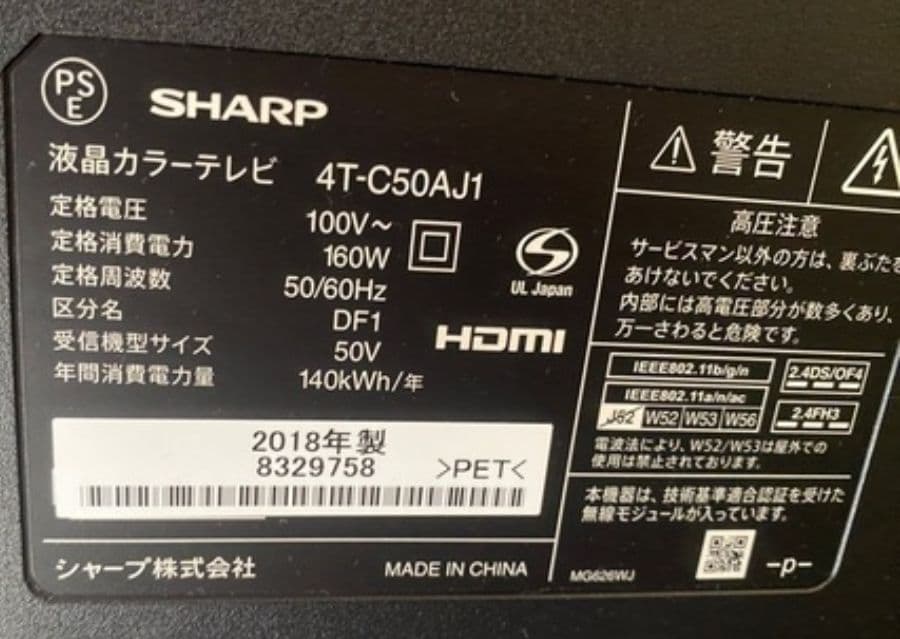 PS
E
SHARP
液晶カラーテレビ 4T-C50AJ1
定格電圧 100V～
定格消費電力 160W
定格周波数 50/60Hz
区分名 DF1
受信機型サイズ 50V
年間消費電力量 140kWh/年
UL Japan
HDMI
2018年製
8329758 >PET<
シャープ株式会社 MADE IN CHINA
警告
高圧注意
サービスマン以外の方は、裏ぶたを
あけないでください。
内部には高電圧部分が数多くあり、
万一さわると危険です。
IEEE802.11b/g/n 2.4DS/OF4
IEEE802.11a/n/ac
J52 W52 W53 W56 2.4FH3
電波法により、W52/W53は屋外での
使用は禁止されております。
本機器は、技術基準適合認証を受けた
無線モジュールが入っています。
MG626WJ -p-